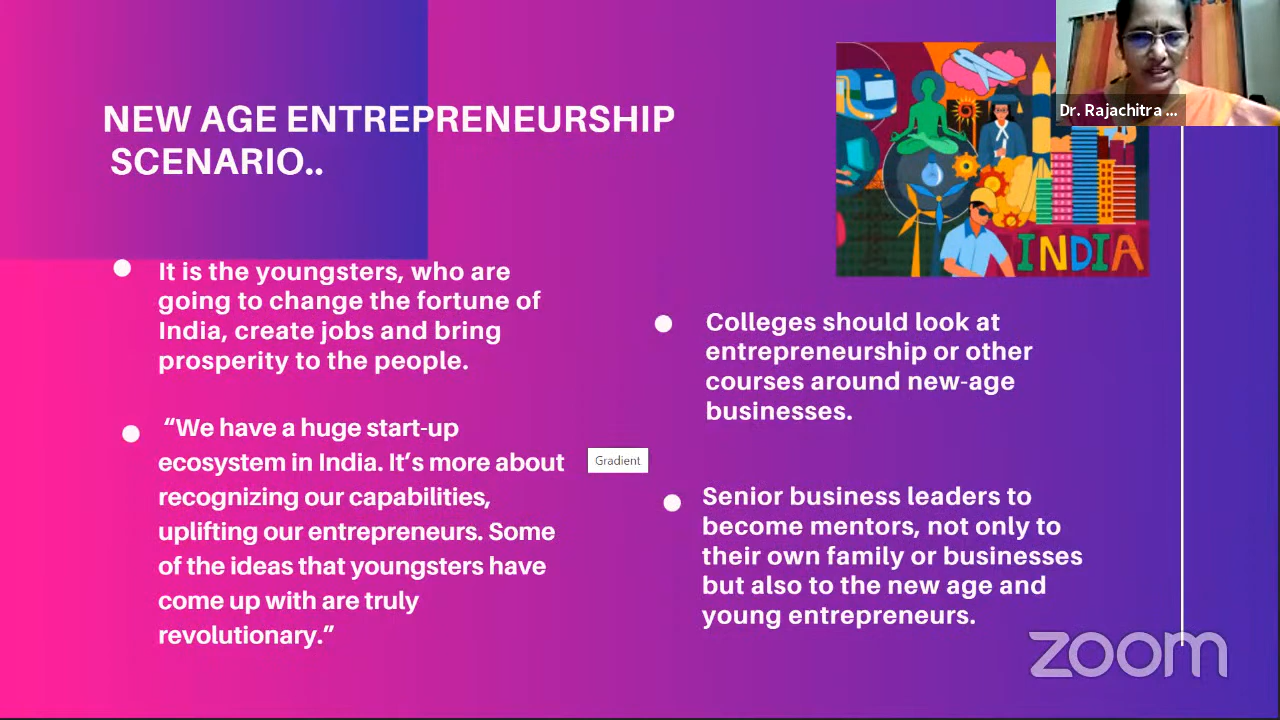 NEW AGE ENTREPRENEURSHIP
SCENARIO..
It is the youngsters, who are
going to change the fortune of
India, create jobs and bring
prosperity to the people.
“We have a huge start-up
ecosystem in India. It’s more about
recognizing our capabilities,
uplifting our entrepreneurs. Some
of the ideas that youngsters have
come up with are truly
revolutionary.”
Gradient
INDIA
Dr. Rajachitra ...
Colleges should look at
entrepreneurship or other
courses around new-age
businesses.
Senior business leaders to
become mentors, not only to
their own family or businesses
but also to the new age and
young entrepreneurs.
zoom